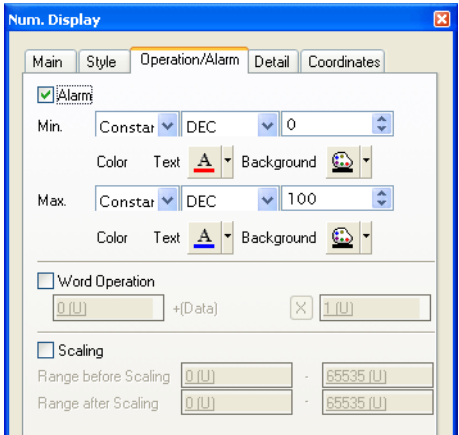 Num. Display
Main Style Operation/Alarm Detail Coordinates
Alarm
Min. Constar DEC 0
Color Text A Background
Max. Constar DEC 100
Color Text A Background
Word Operation
0 (U) +(Data) X 1 (U)
Scaling
Range before Scaling 0 (U) - 65535 (U)
Range after Scaling 0 (U) - 65535 (U)